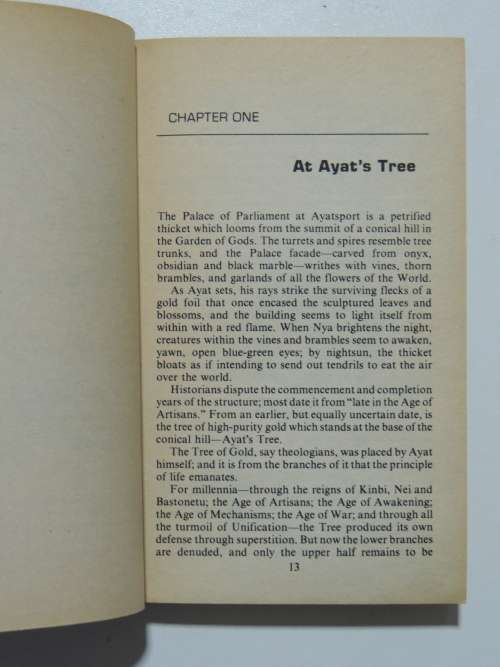 CHAPTER ONE
At Ayat's Tree
The Palace of Parliament at Ayatsport is a petrified
thicket which looms from the summit of a conical hill in
the Garden of Gods. The turrets and spires resemble tree
trunks, and the Palace facade—carved from onyx,
obsidian and black marble—writhes with vines, thorn
brambles, and garlands of all the flowers of the World.
As Ayat sets, his rays strike the surviving flecks of a
gold foil that once encased the sculptured leaves and
blossoms, and the building seems to light itself from
within with a red flame. When Nya brightens the night,
creatures within the vines and brambles seem to awaken,
yawn, open blue-green eyes; by nightsun, the thicket
bloats as if intending to send out tendrils to eat the air
over the world.
Historians dispute the commencement and completion
years of the structure; most date it from "late in the Age of
Artisans." From an earlier, but equally uncertain date, is
the tree of high-purity gold which stands at the base of the
conical hill—Ayat's Tree.
The Tree of Gold, say theologians, was placed by Ayat
himself; and it is from the branches of it that the principle
of life emanates.
For millennia—through the reigns of Kinbi, Nei and
Bastonetu; the Age of Artisans; the Age of Awakening;
the Age of Mechanisms; the Age of War; and through all
the turmoil of Unification—the Tree produced its own
defense through superstition. But now the lower branches
are denuded, and only the upper half remains to be
13